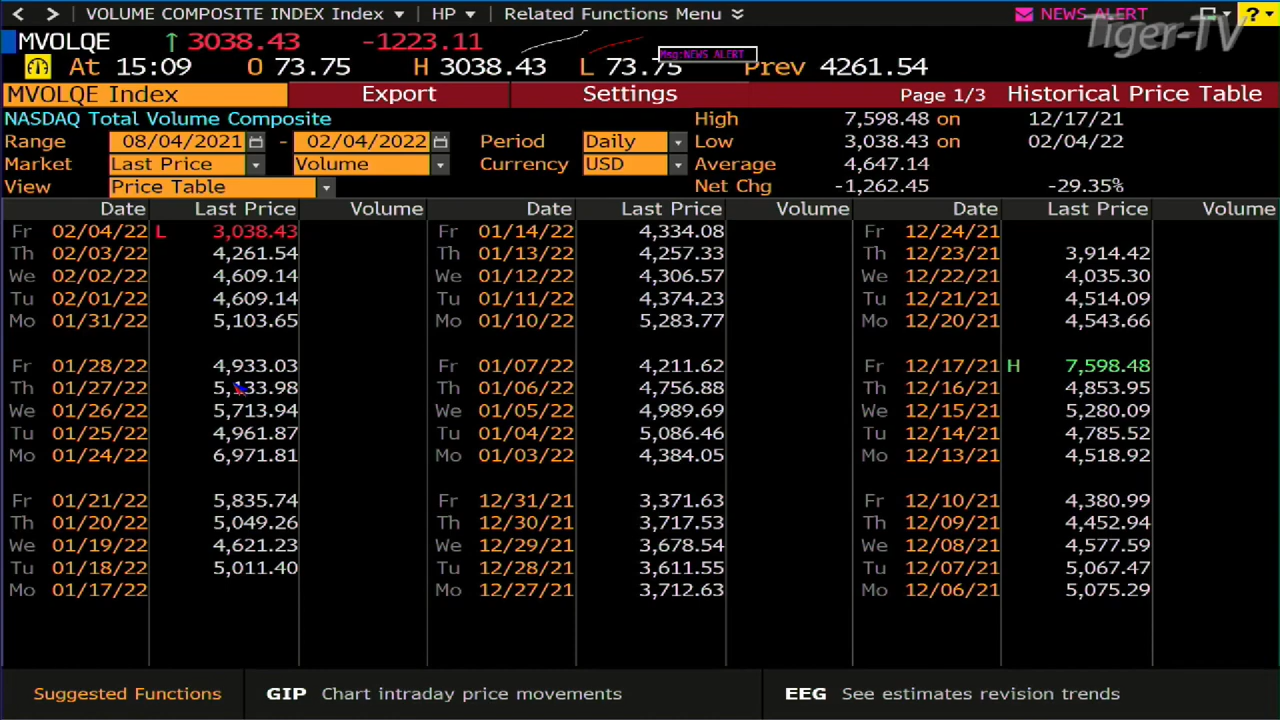 < > VOLUME COMPOSITE INDEX Index HP Related Functions Menu NEWS ALERT ?
MVOLQE ↑ 3038.43 -1223.11 Msg:NEWS ALERT Tiger-TV
At 15:09 O 73.75 H 3038.43 L 73.75 Prev 4261.54
MVOLQE Index Export Settings Page 1/3 Historical Price Table
NASDAQ Total Volume Composite High 7,598.48 on 12/17/21
Range 08/04/2021 - 02/04/2022 Period Daily Low 3,038.43 on 02/04/22
Market Last Price Volume Currency USD Average 4,647.14
View Price Table Net Chg -1,262.45 -29.35%
Date Last Price Volume Date Last Price Volume Date Last Price Volume
Fr 02/04/22 L 3,038.43 Fr 01/14/22 4,334.08 Fr 12/24/21
Th 02/03/22 4,261.54 Th 01/13/22 4,257.33 Th 12/23/21 3,914.42
We 02/02/22 4,609.14 We 01/12/22 4,306.57 We 12/22/21 4,035.30
Tu 02/01/22 4,609.14 Tu 01/11/22 4,374.23 Tu 12/21/21 4,514.09
Mo 01/31/22 5,103.65 Mo 01/10/22 5,283.77 Mo 12/20/21 4,543.66
Fr 01/28/22 4,933.03 Fr 01/07/22 4,211.62 Fr 12/17/21 H 7,598.48
Th 01/27/22 Th 01/06/22 4,756.88 Th 12/16/21 4,853.95
We 01/26/22 5,713.94 We 01/05/22 4,989.69 We 12/15/21 5,280.09
Tu 01/25/22 4,961.87 Tu 01/04/22 5,086.46 Tu 12/14/21 4,785.52
Mo 01/24/22 6,971.81 Mo 01/03/22 4,384.05 Mo 12/13/21 4,518.92
Fr 01/21/22 5,835.74 Fr 12/31/21 3,371.63 Fr 12/10/21 4,380.99
Th 01/20/22 5,049.26 Th 12/30/21 3,717.53 Th 12/09/21 4,452.94
We 01/19/22 4,621.23 We 12/29/21 3,678.54 We 12/08/21 4,577.59
Tu 01/18/22 5,011.40 Tu 12/28/21 3,611.55 Tu 12/07/21 5,067.47
Mo 01/17/22 Mo 12/27/21 3,712.63 Mo 12/06/21 5,075.29
Suggested Functions GIP Chart intraday price movements EEG See estimates revision trends